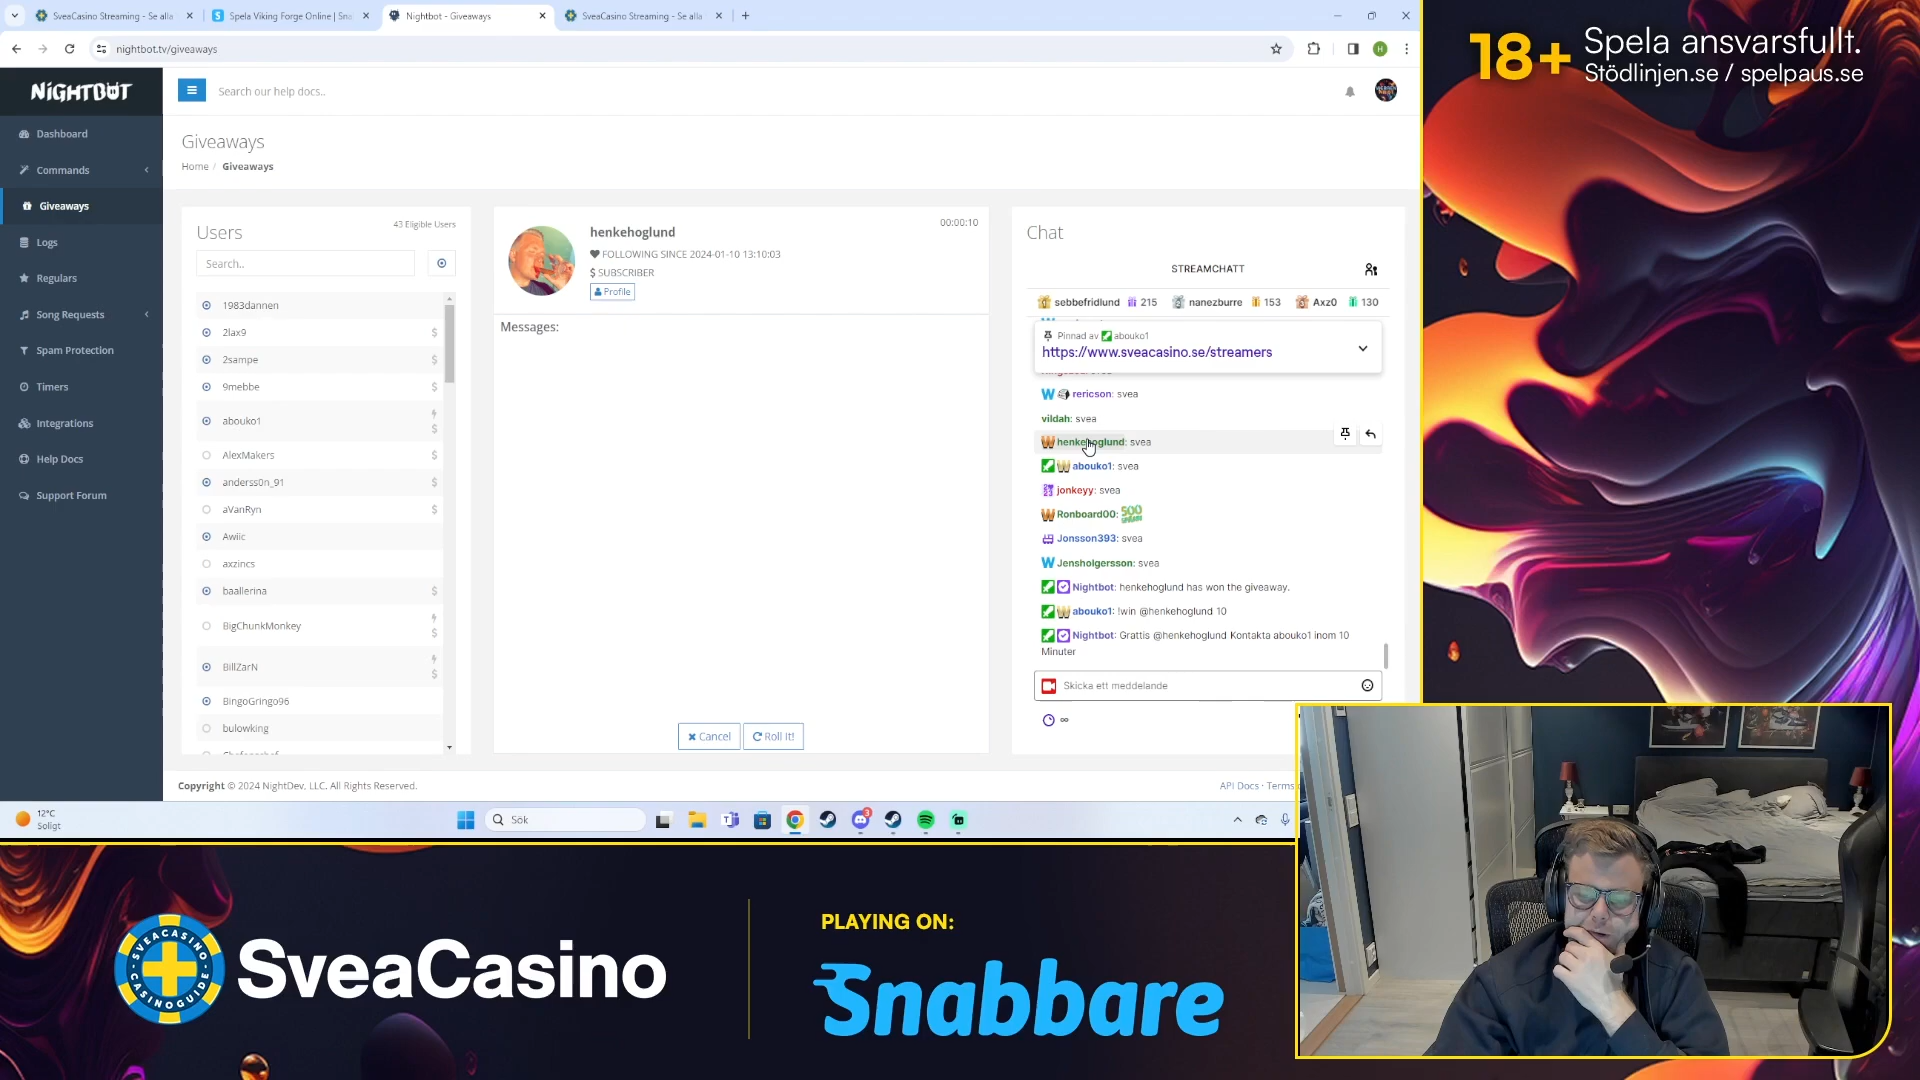 SveaCasino Streaming - Se alla
Spela Viking Forge Online | Sna
Nightbot - Giveaways
SveaCasino Streaming - Se alla
nightbot.tv/giveaways
H
18+
Spela ansvarsfullt.
Stödlinjen.se / spelpaus.se
NIGHTBOT
Search our help docs..
Dashboard
Commands
Giveaways
Logs
Regulars
Song Requests
Spam Protection
Timers
Integrations
Help Docs
Support Forum
Giveaways
Home / Giveaways
Users
43 Eligible Users
Search..
1983dannen
2lax9 $
2sampe $
9mebbe $
abouko1 $
AlexMakers $
anderss0n_91 $
aVanRyn $
Awiic
axzincs
baallerina $
BigChunkMonkey $
BillZarN $
BingoGringo96
bulowking
henkehoglund
00:00:10
FOLLOWING SINCE 2024-01-10 13:10:03
$ SUBSCRIBER
Profile
Messages:
Cancel
Roll It!
Chat
STREAMCHATT
sebbefridlund 215 nanezburre 153 Axz0 130
Pinnad av abouko1
https://www.sveacasino.se/streamers
rericson: svea
vildah: svea
henkehoglund: svea
abouko1: svea
jonkeyy: svea
Ronboard00: 500
Jonsson393: svea
Jensholgersson: svea
Nightbot: henkehoglund has won the giveaway.
abouko1: !win @henkehoglund 10
Nightbot: Grattis @henkehoglund Kontakta abouko1 inom 10
Minuter
Skicka ett meddelande
∞
Copyright © 2024 NightDev, LLC. All Rights Reserved.
API Docs · Terms
12°C
Soligt
Sök
3
SVEACASINO
CASINOGUIDE
SveaCasino
PLAYING ON:
Snabbare